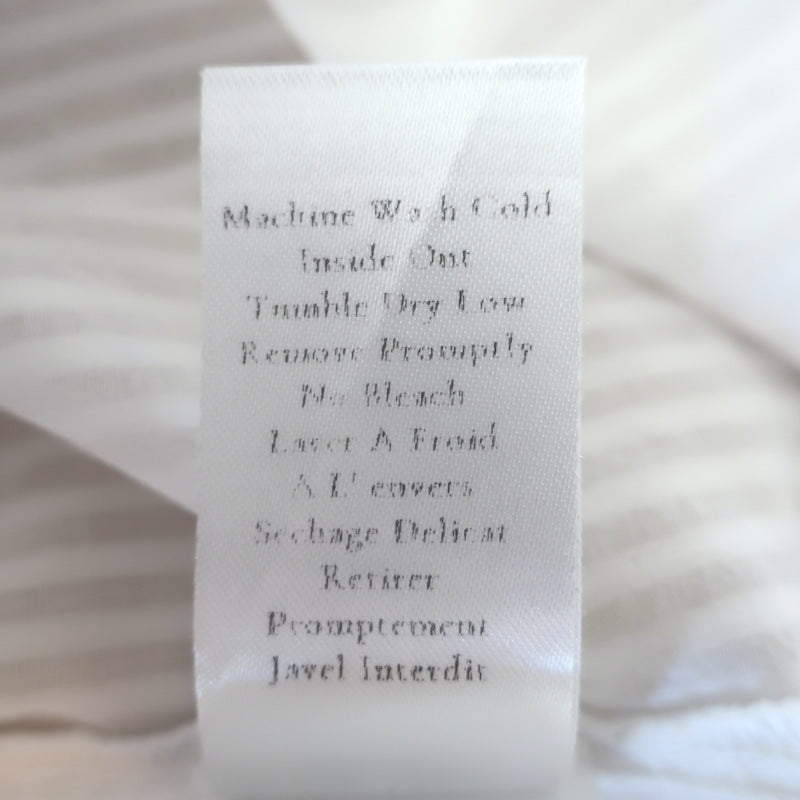 Machine Wash Cold
Inside Out
Tumble Dry Low
Remove Promptly
No Bleach
Laver A Froid
A L' envers
Sechage Delicat
Retirer
Promptement
Javel Interdit